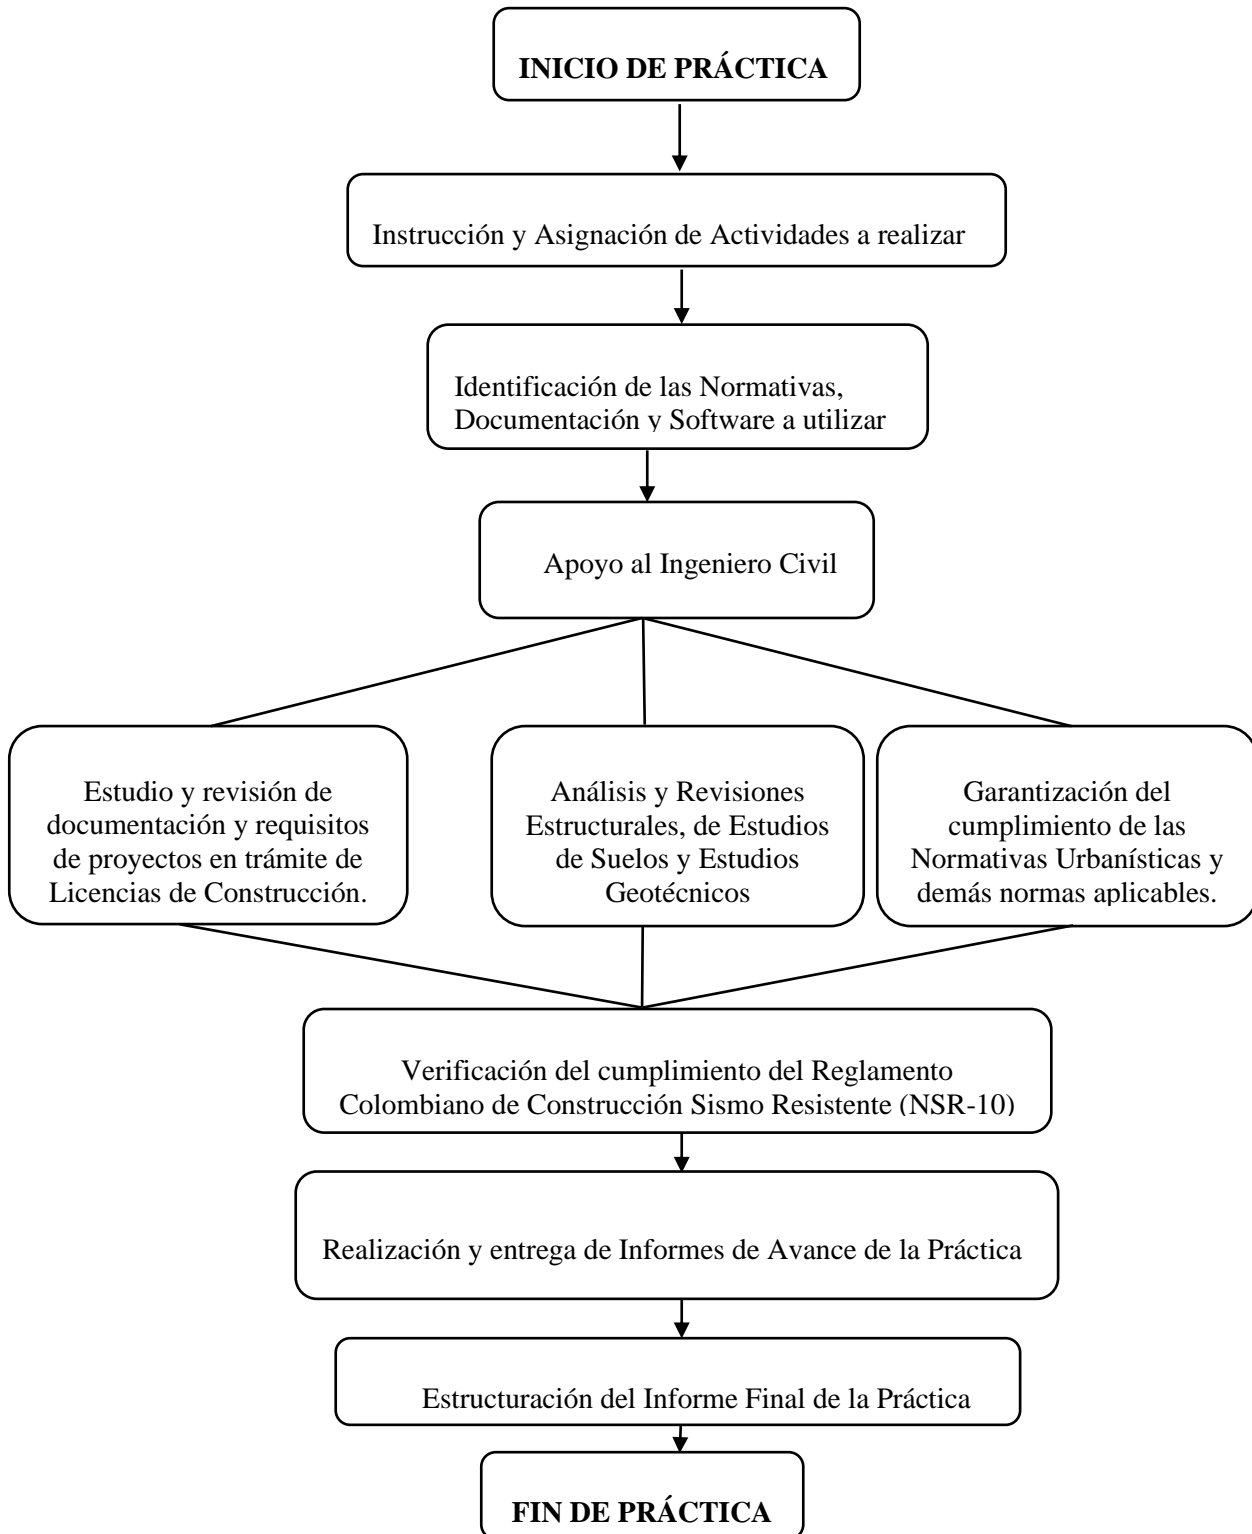 INICIO DE PRÁCTICA
Instrucción y Asignación de Actividades a realizar
Identificación de las Normativas,
Documentación y Software a utilizar
Apoyo al Ingeniero Civil
Estudio y revisión de
documentación y requisitos
de proyectos en trámite de
Licencias de Construcción.
Análisis y Revisiones
Estructurales, de Estudios
de Suelos y Estudios
Geotécnicos
Garantización del
cumplimiento de las
Normativas Urbanísticas y
demás normas aplicables.
Verificación del cumplimiento del Reglamento
Colombiano de Construcción Sismo Resistente (NSR-10)
Realización y entrega de Informes de Avance de la Práctica
Estructuración del Informe Final de la Práctica
FIN DE PRÁCTICA